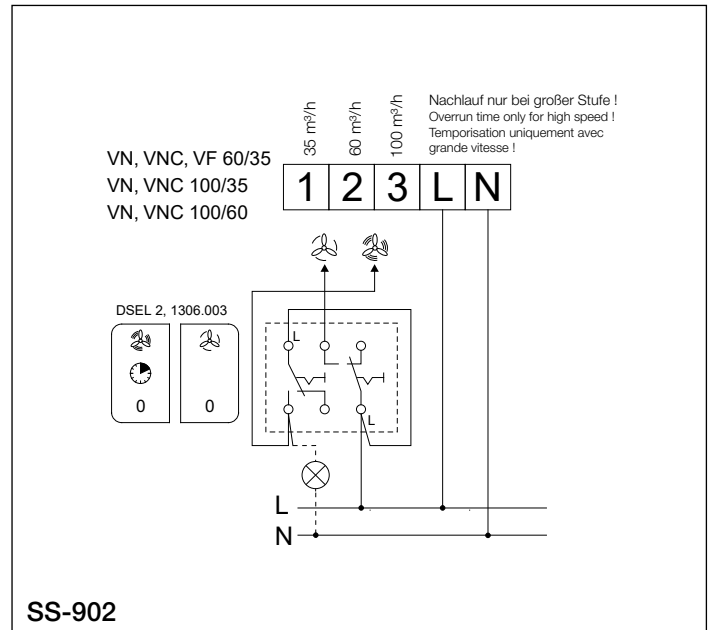 35 m³/h
60 m³/h
100 m³/h
Nachlauf nur bei großer Stufe !
Overrun time only for high speed !
Temporisation uniquement avec
grande vitesse !
VN, VNC, VF 60/35
VN, VNC 100/35
VN, VNC 100/60
1 2 3 L N
DSEL 2, 1306.003
0 0
L
L
L
N
SS-902